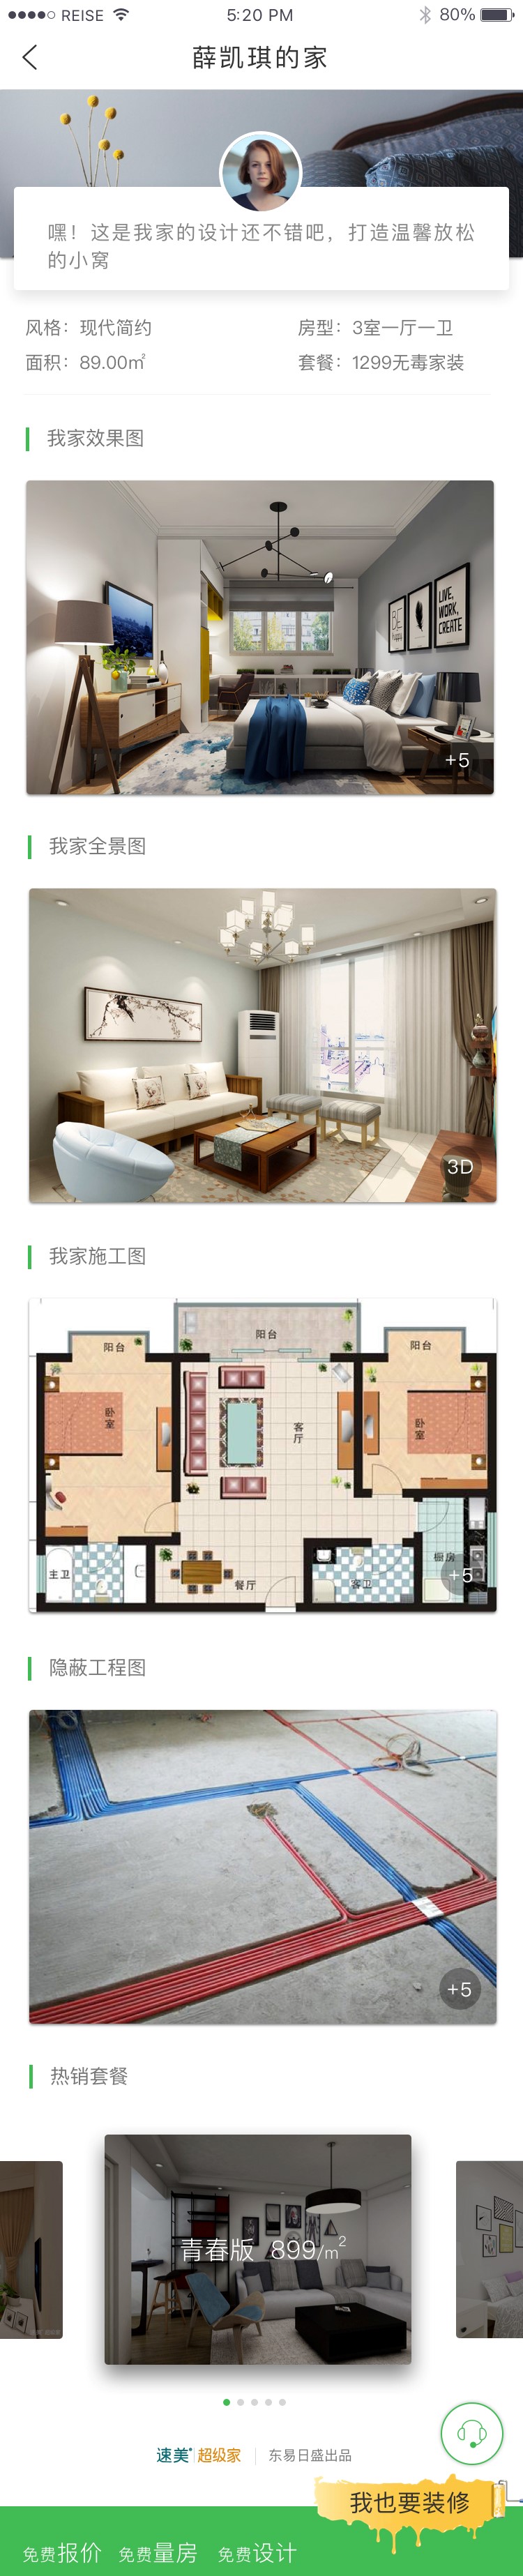 REISE 5:20 PM 80%
薛凯琪的家
嘿！这是我家的设计还不错吧，打造温馨放松
的小窝
风格：现代简约 房型：3室一厅一卫
面积：89.00㎡ 套餐：1299无毒家装
我家效果图
BE happy
LIVE, WORK, CREATE
+5
我家全景图
3D
我家施工图
阳台
阳台 阳台
卧室 客厅 卧室
主卫 餐厅 客卫 橱房
+5
隐蔽工程图
+5
热销套餐
青春版 899/m²
速美 超级家 东易日盛出品
我也要装修
免费报价 免费量房 免费设计